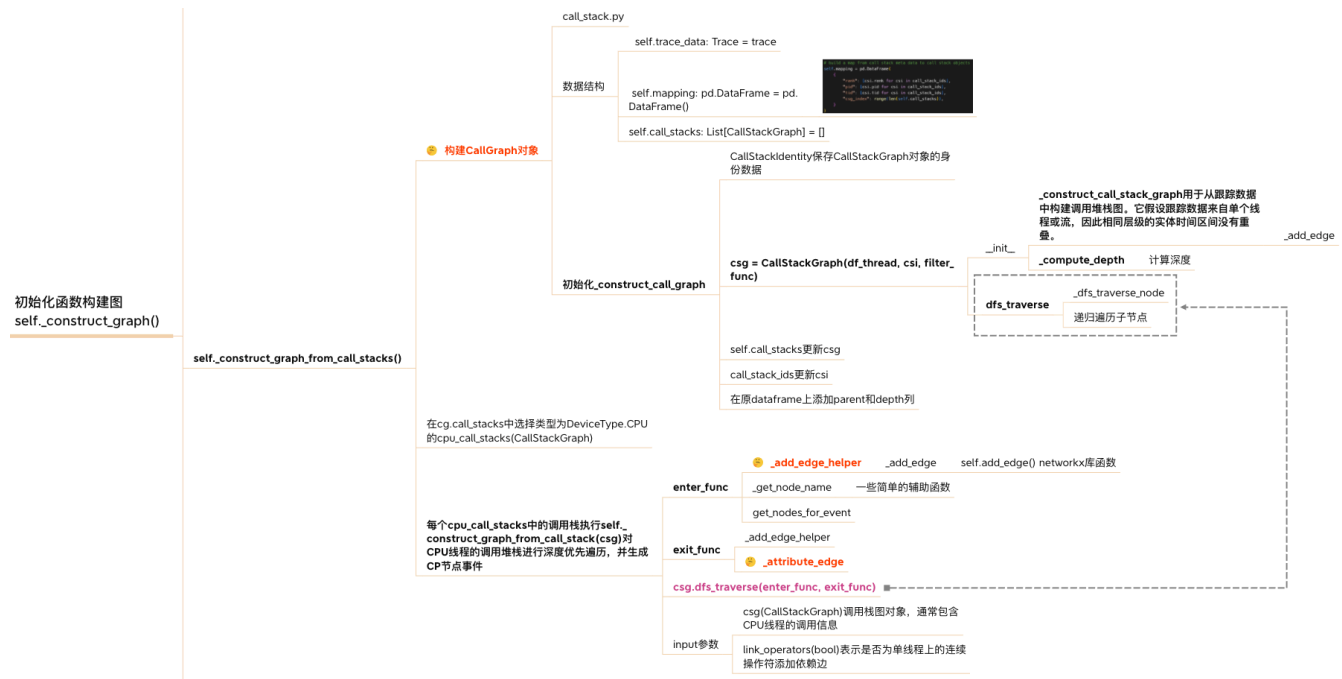 初始化函数构建图
self._construct_graph()
self._construct_graph_from_call_stacks()
构建CallGraph对象
call_stack.py
数据结构
self.trace_data: Trace = trace
self.mapping: pd.DataFrame = pd.
DataFrame()
self.call_stacks: List[CallStackGraph] = []
初始化_construct_call_graph
CallStackIdentity保存CallStackGraph对象的身
份数据
csg = CallStackGraph(df_thread, csi, filter_
func)
__init__
_construct_call_stack_graph用于从跟踪数据
中构建调用堆栈图。它假设跟踪数据来自单个线
程或流，因此相同层级的实体时间区间没有重
叠。
_add_edge
_compute_depth
计算深度
dfs_traverse
_dfs_traverse_node
递归遍历子节点
self.call_stacks更新csg
call_stack_ids更新csi
在原dataframe上添加parent和depth列
在cg.call_stacks中选择类型为DeviceType.CPU
的cpu_call_stacks(CallStackGraph)
每个cpu_call_stacks中的调用栈执行self._
construct_graph_from_call_stack(csg)对
CPU线程的调用堆栈进行深度优先遍历，并生成
CP节点事件
enter_func
_add_edge_helper
_add_edge
self.add_edge() networkx库函数
_get_node_name
一些简单的辅助函数
get_nodes_for_event
exit_func
_add_edge_helper
_attribute_edge
csg.dfs_traverse(enter_func, exit_func)
input参数
csg(CallStackGraph)调用栈图对象，通常包含
CPU线程的调用信息
link_operators(bool)表示是否为单线程上的连续
操作符添加依赖边